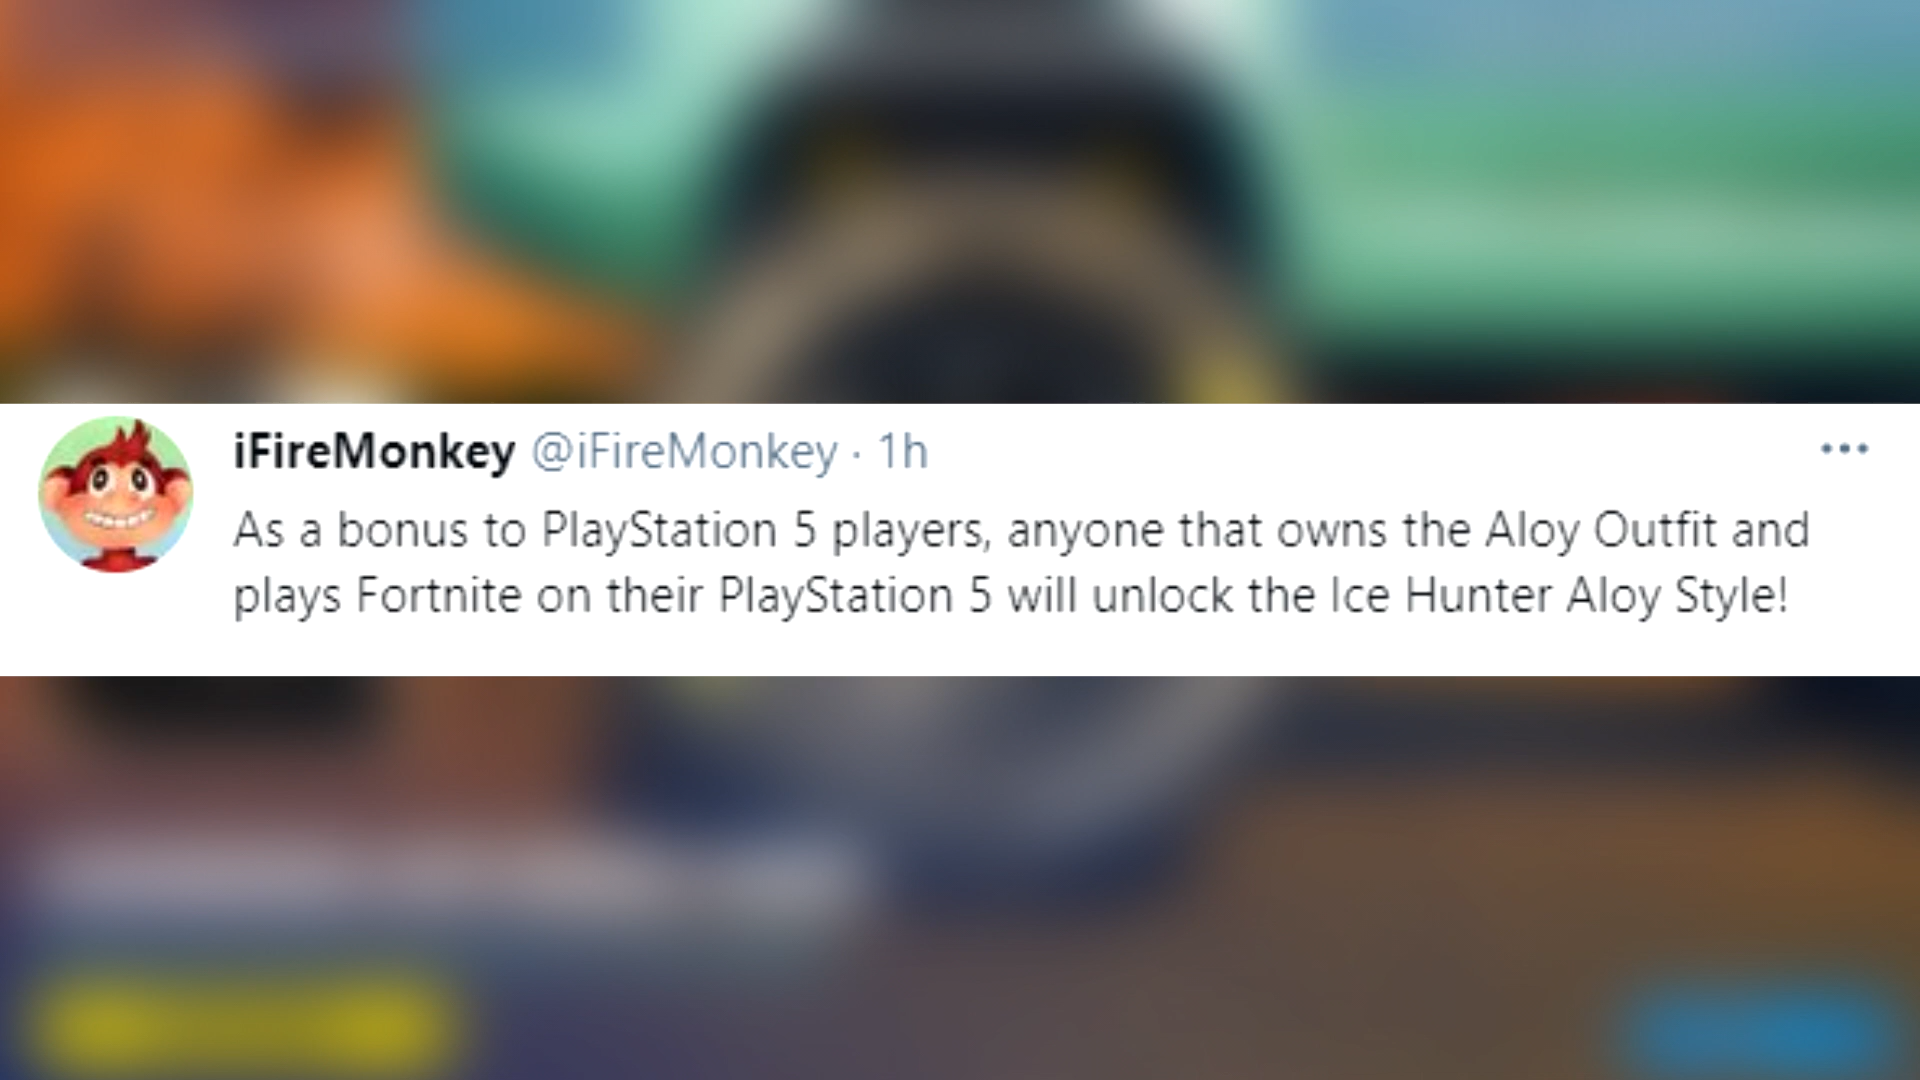 iFireMonkey @iFireMonkey · 1h
As a bonus to PlayStation 5 players, anyone that owns the Aloy Outfit and
plays Fortnite on their PlayStation 5 will unlock the Ice Hunter Aloy Style!